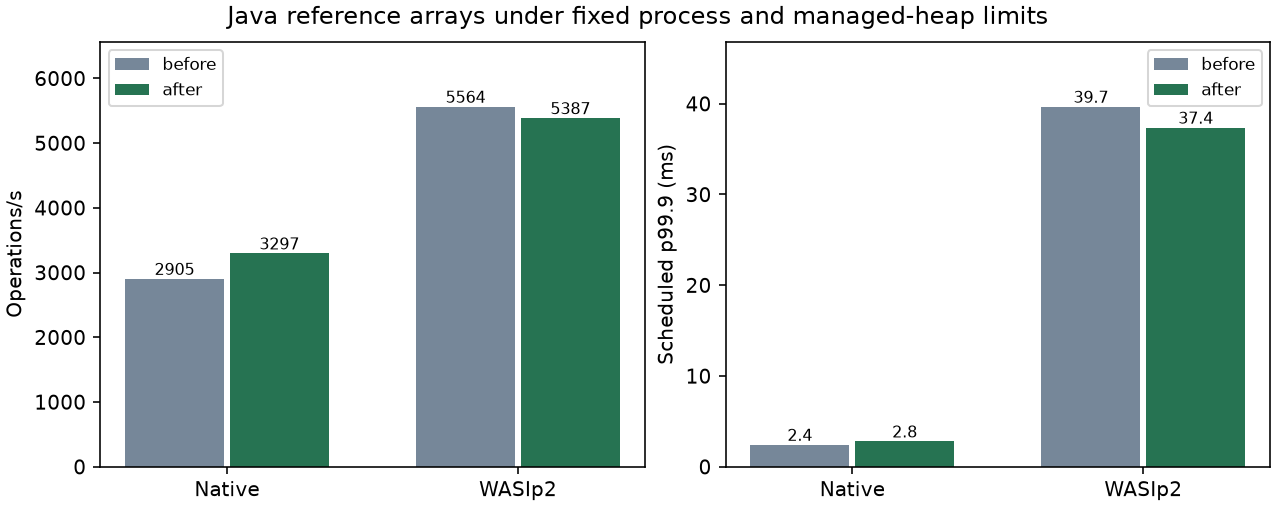 Java reference arrays under fixed process and managed-heap limits
before
after
Operations/s
6000
5000
4000
3000
2000
1000
0
2905
3297
5564
5387
Native
WASIp2
before
after
Scheduled p99.9 (ms)
40
30
20
10
0
2.4
2.8
39.7
37.4
Native
WASIp2